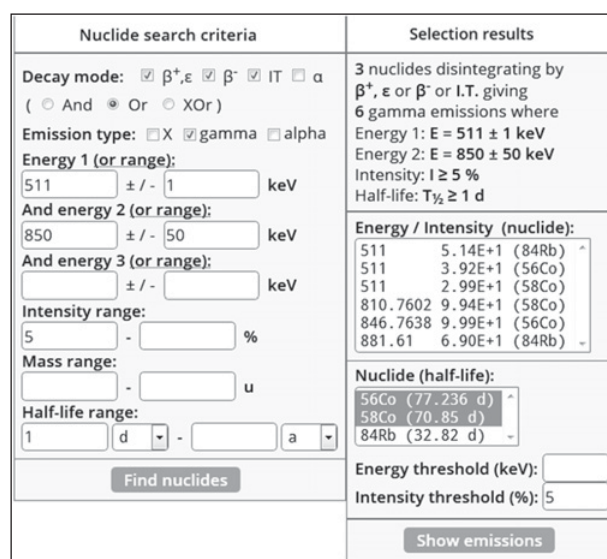 Nuclide search criteria
Decay mode: β⁺,ε β⁻ IT α
( And Or XOr )
Emission type: X gamma alpha
Energy 1 (or range):
511 ± / - 1 keV
And energy 2 (or range):
850 ± / - 50 keV
And energy 3 (or range):
± / - keV
Intensity range:
5 - %
Mass range:
- u
Half-life range:
1 d - a
Find nuclides
Selection results
3 nuclides disintegrating by
β⁺, ε or β⁻ or I.T. giving
6 gamma emissions where
Energy 1: E = 511 ± 1 keV
Energy 2: E = 850 ± 50 keV
Intensity: I ≥ 5 %
Half-life: T½ ≥ 1 d
Energy / Intensity (nuclide):
511 5.14E+1 (84Rb)
511 3.92E+1 (56Co)
511 2.99E+1 (58Co)
810.7602 9.94E+1 (58Co)
846.7638 9.99E+1 (56Co)
881.61 6.90E+1 (84Rb)
Nuclide (half-life):
56Co (77.236 d)
58Co (70.85 d)
84Rb (32.82 d)
Energy threshold (keV):
Intensity threshold (%): 5
Show emissions